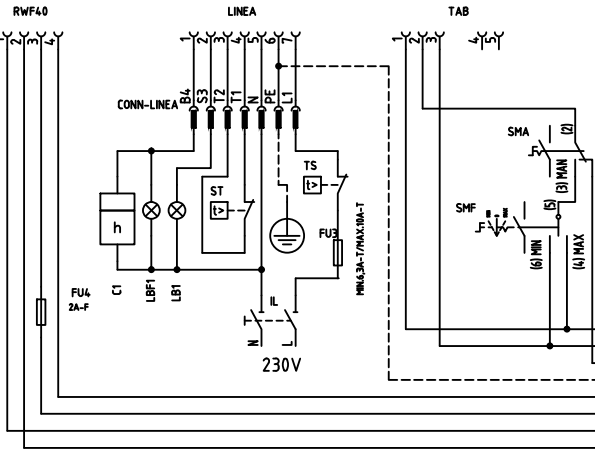 RWF40
LINEA
TAB
1
2
3
4
1
2
3
4
5
6
7
1
2
3
4
5
CONN-LINEA
B4
S3
T2
T1
N
PE
L1
SMA
(2)
(3) MAN
SMF
(5)
(6) MIN
(4) MAX
TS
t>
ST
t>
h
FU3
MIN.6,3A-T/MAX.10A-T
FU4
2A-F
C1
LBF1
LB1
IL
N
L
230V